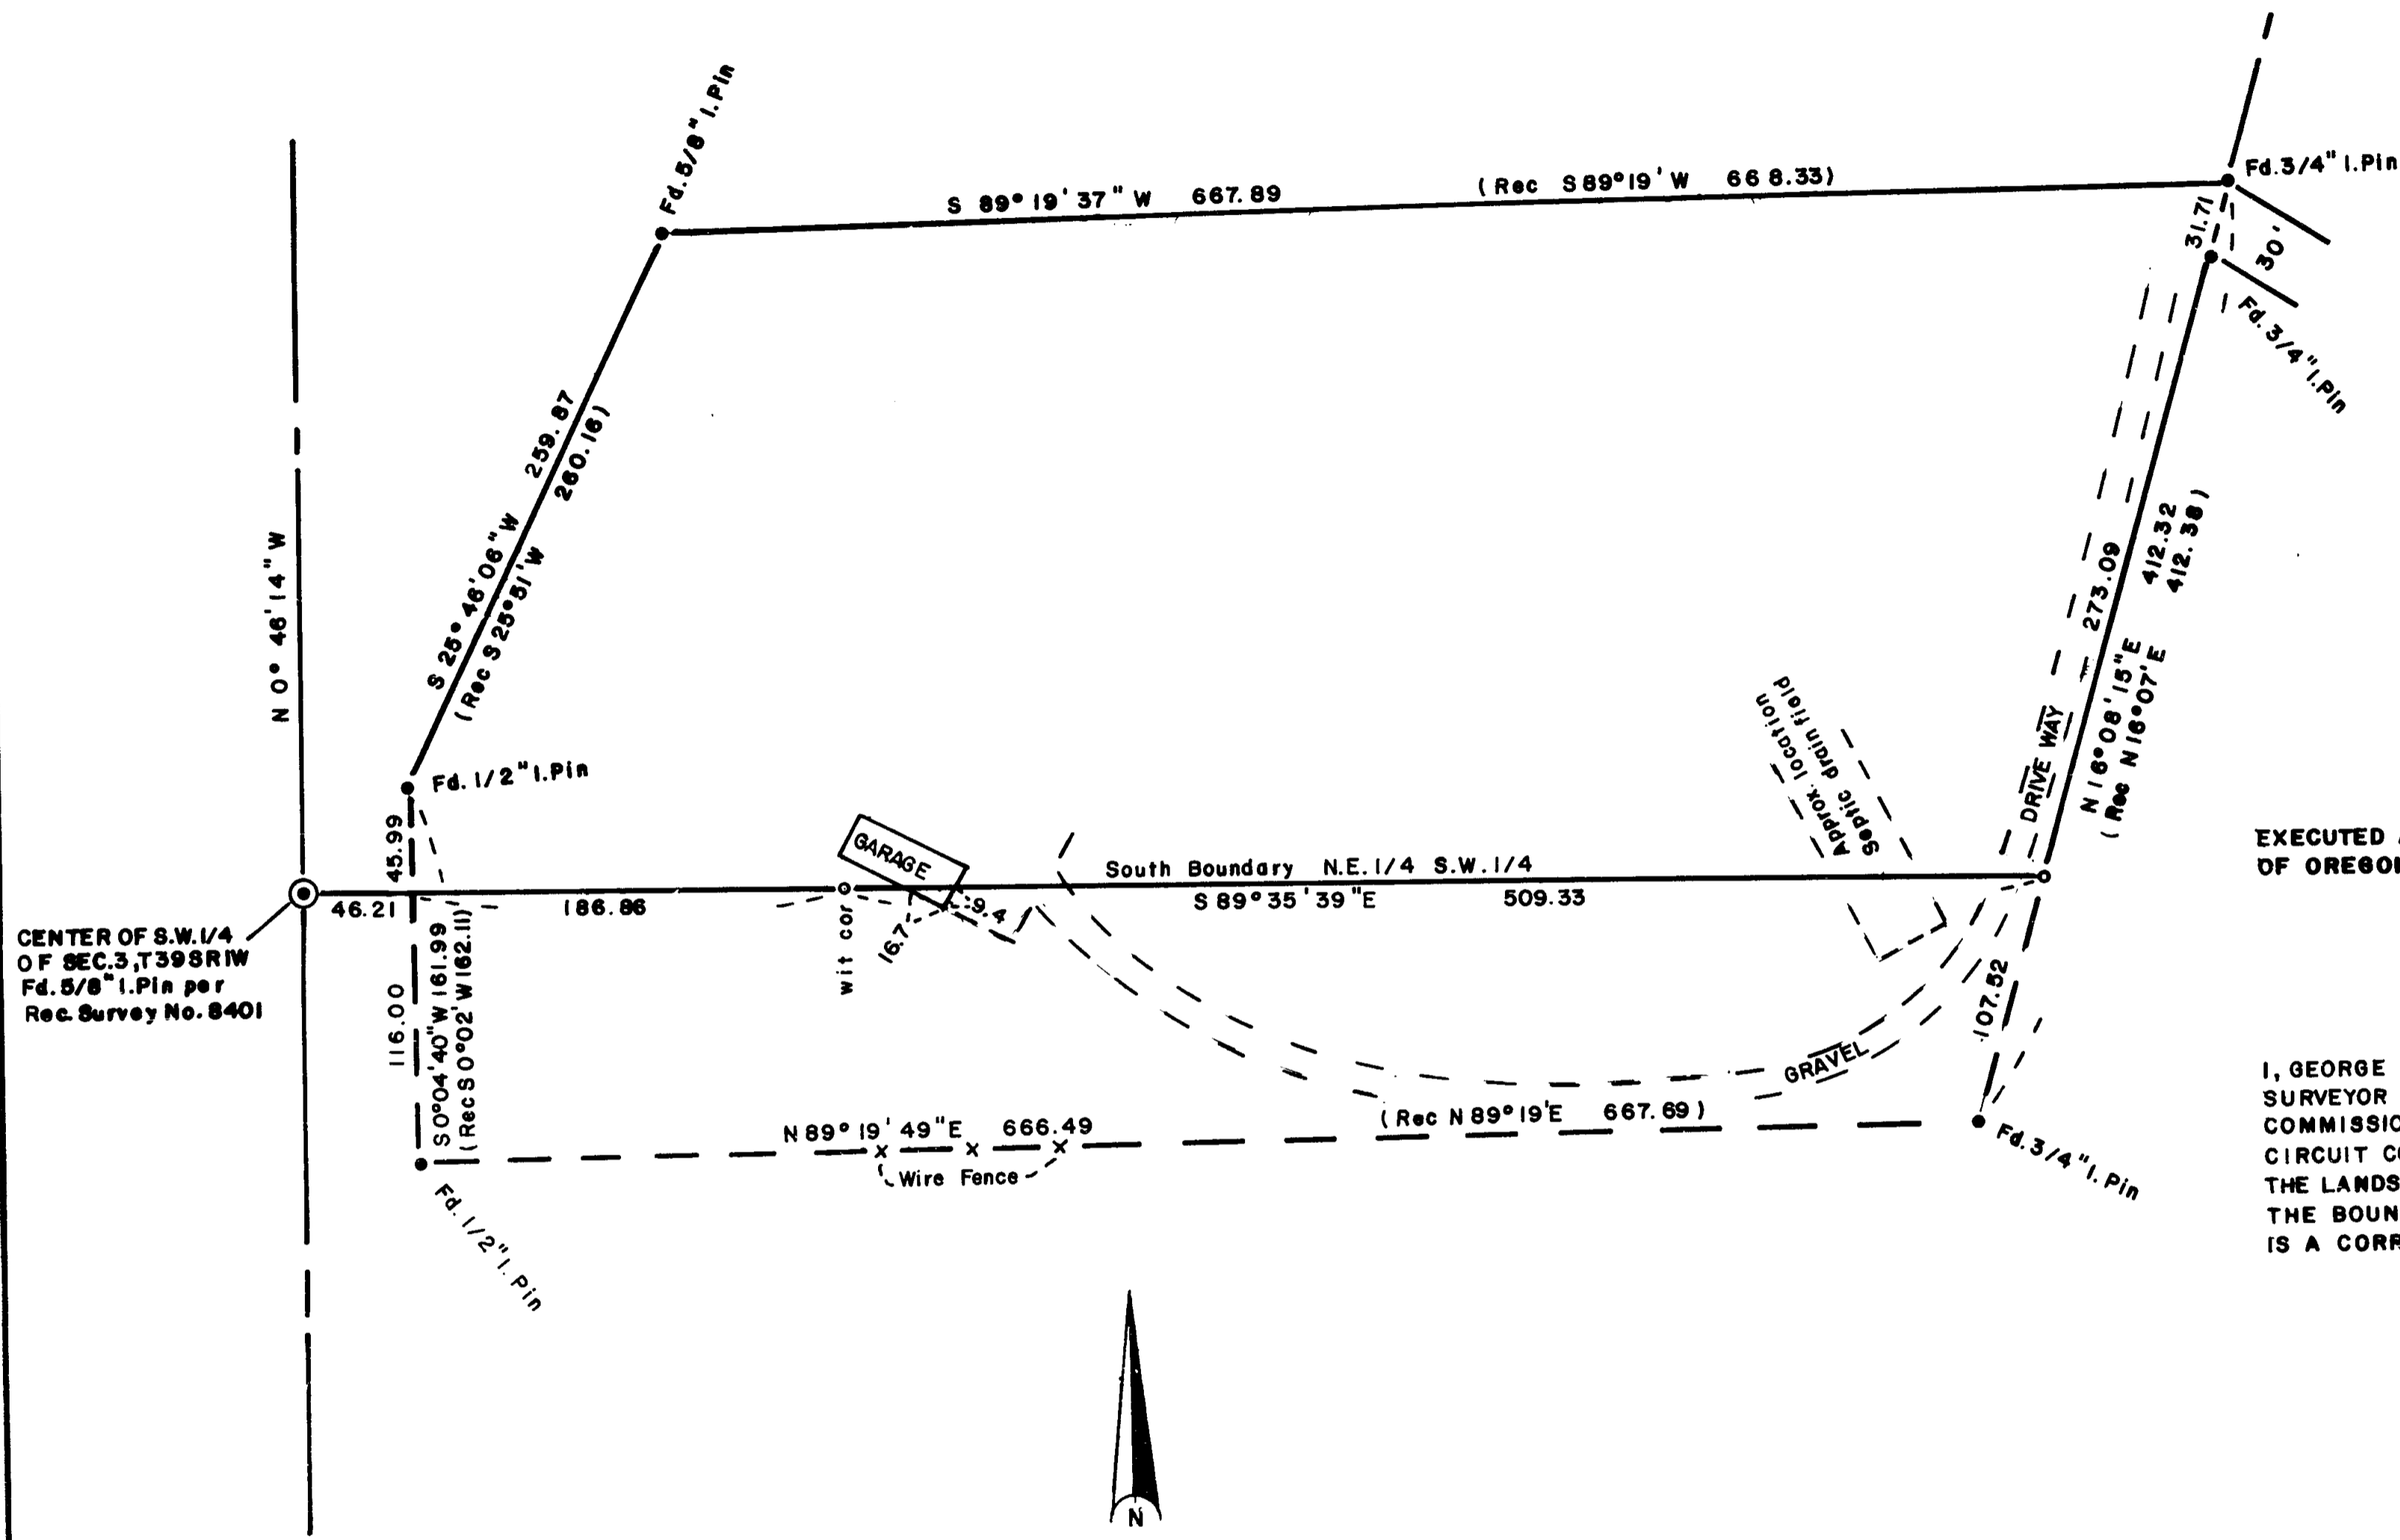 Fd. 5/8" I. Pin
S 89° 19' 37" W 667.89
(Rec S 89° 19' W 668.33)
Fd. 3/4" I. Pin
31.71
30'
Fd. 3/4" I. Pin
259.87
260.16)
S 25° 46' 06" W
(Rec S 25° 51' W
N 0° 46' 14" W
412.32
412.38)
273.09
N 16° 08' 15" E
(Rec N 16° 07' E
DRIVE WAY
Approx. location
Septic drain field
Fd. 1/2" I. Pin
45.99
GARAGE
South Boundary N.E. 1/4 S.W. 1/4
S 89° 35' 39" E 509.33
46.21
186.86
wit cor
16.7
9.4
EXECUTED
OF OREGO
CENTER OF S.W. 1/4
OF SEC. 3, T39SR1W
Fd. 5/8" I. Pin per
Rec. Survey No. 8401
116.00
S 0° 04' 40" W 161.99
(Rec S 0° 02' W 162.11)
107.52
GRAVEL
N 89° 19' 49" E 666.49
(Rec N 89° 19' E 667.69)
Wire Fence
Fd. 3/4" I. Pin
Fd. 1/2" I. Pin
I, GEORGE
SURVEYOR
COMMISSIO
CIRCUIT C
THE LANDS
THE BOUN
IS A CORR
N